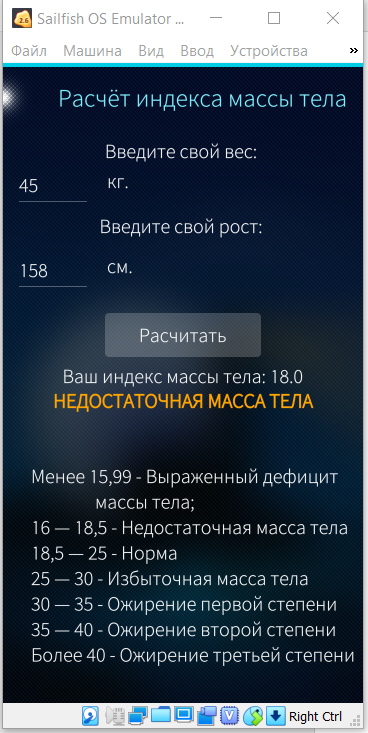 Sailfish OS Emulator ...
Файл Машина Вид Ввод Устройства »
Расчёт индекса массы тела
Введите свой вес:
45 кг.
Введите свой рост:
158 см.
Расчитать
Ваш индекс массы тела: 18.0
НЕДОСТАТОЧНАЯ МАССА ТЕЛА
Менее 15,99 - Выраженный дефицит
массы тела;
16 — 18,5 - Недостаточная масса тела
18,5 — 25 - Норма
25 — 30 - Избыточная масса тела
30 — 35 - Ожирение первой степени
35 — 40 - Ожирение второй степени
Более 40 - Ожирение третьей степени
Right Ctrl